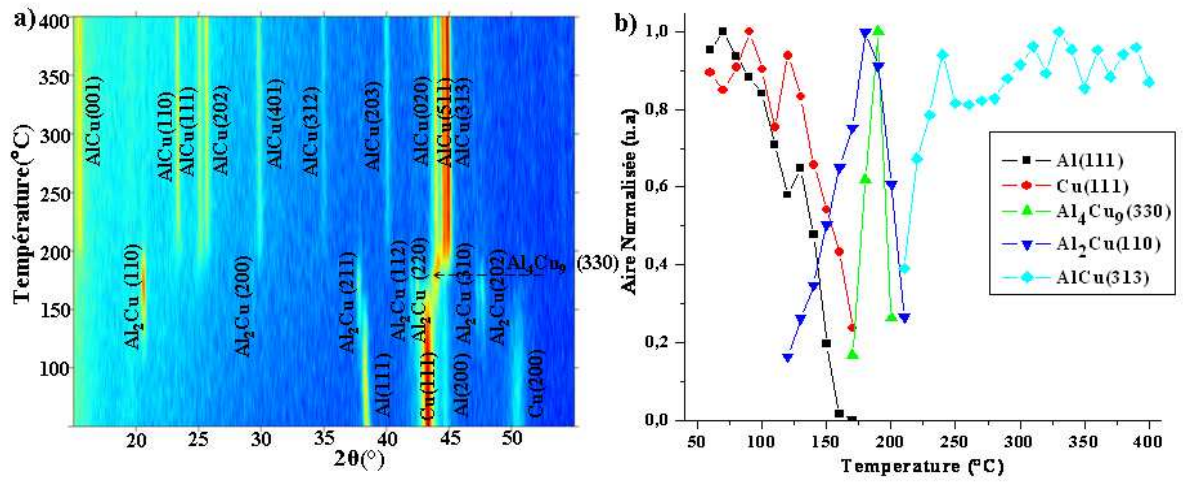 a)
Température(°C)
400
350
300
250
200
150
100
AlCu(001)
AlCu(110)
AlCu(111)
AlCu(202)
AlCu(401)
AlCu(312)
AlCu(203)
AlCu(020)
AlCu(511)
AlCu(313)
Al₂Cu (110)
Al₂Cu (200)
Al₂Cu (211)
Al₂Cu (112)
Al₂Cu (220)
Al₂Cu (310)
Al₂Cu(202)
Al₄Cu₉ (330)
Al(111)
Cu(111)
Al(200)
Cu(200)
20 25 30 35 40 45 50
2θ(°)
b)
Aire Normalisée (u.a)
1,0
0,8
0,6
0,4
0,2
0,0
Al(111)
Cu(111)
Al₄Cu₉(330)
Al₂Cu(110)
AlCu(313)
50 100 150 200 250 300 350 400
Temperature (°C)